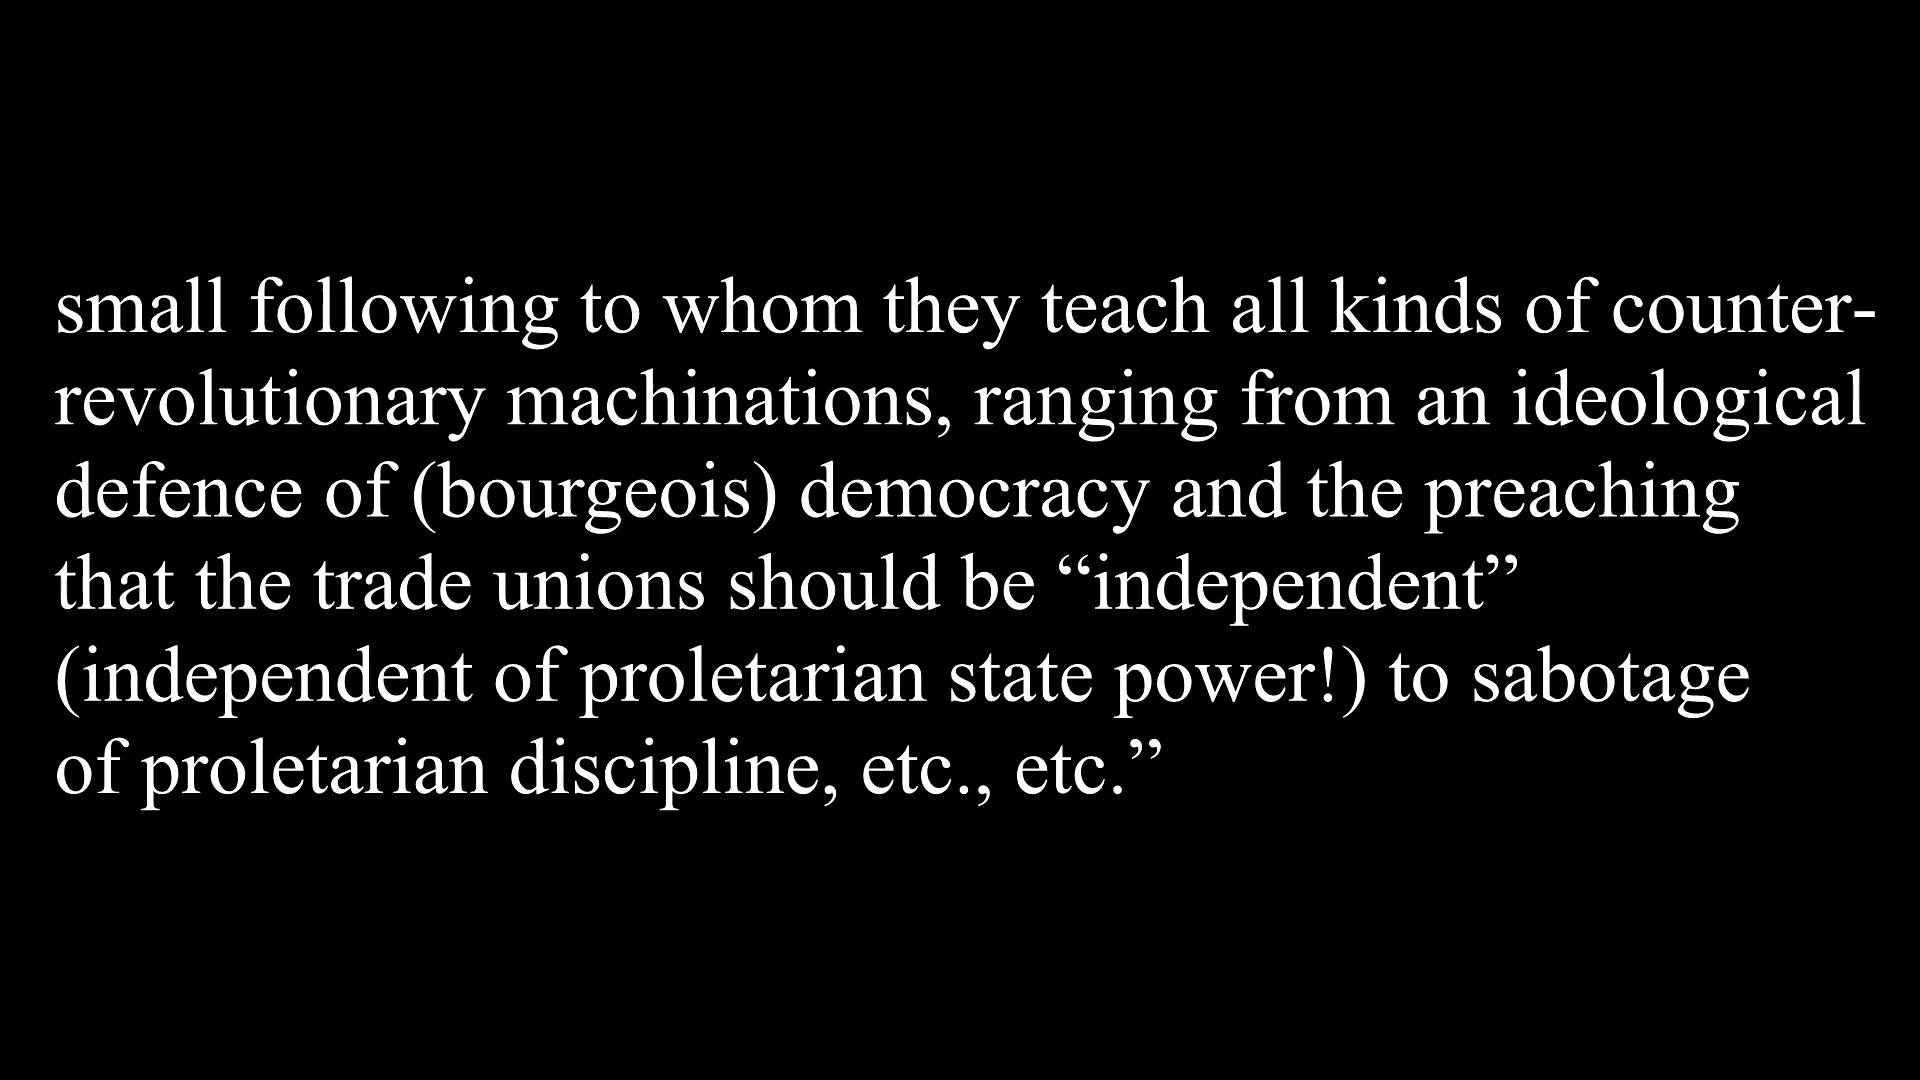 small following to whom they teach all kinds of counter-
revolutionary machinations, ranging from an ideological
defence of (bourgeois) democracy and the preaching
that the trade unions should be “independent”
(independent of proletarian state power!) to sabotage
of proletarian discipline, etc., etc.”